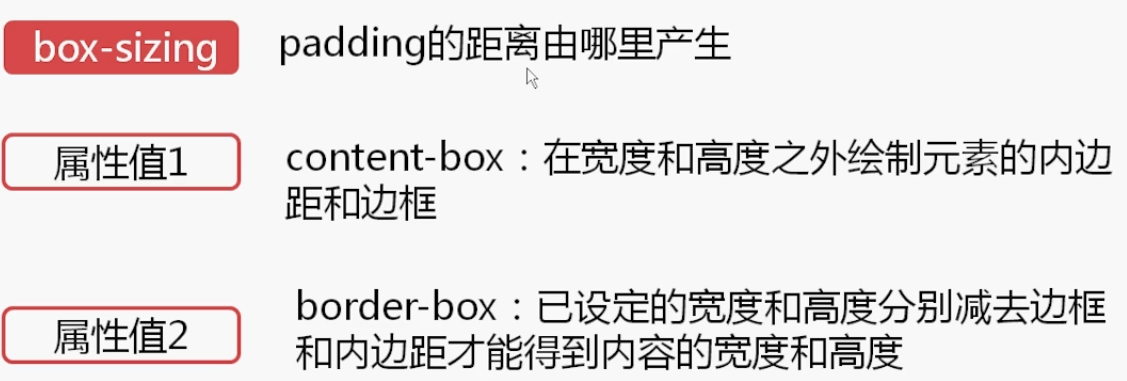 box-sizing padding的距离由哪里产生
属性值1 content-box：在宽度和高度之外绘制元素的内边
距和边框
属性值2 border-box：已设定的宽度和高度分别减去边框
和内边距才能得到内容的宽度和高度